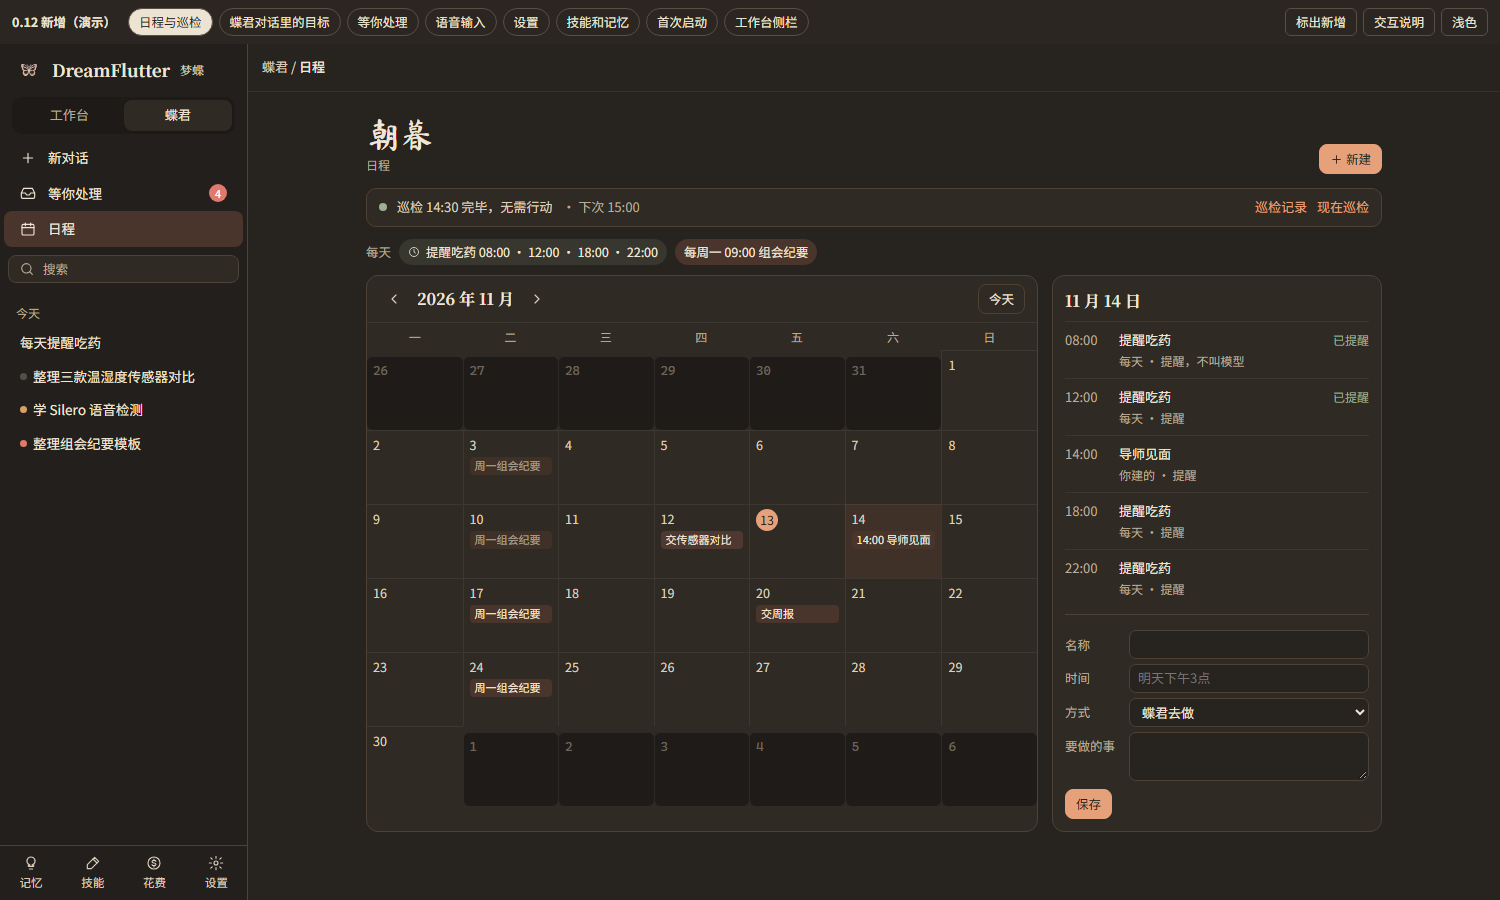 0.12 新增（演示） 日程与巡检 蝶君对话里的目标 等你处理 语音输入 设置 技能和记忆 首次启动 工作台侧栏 标出新增 交互说明 浅色
DreamFlutter 梦蝶
工作台 蝶君
新对话
等你处理 4
日程
搜索
今天
每天提醒吃药
整理三款温湿度传感器对比
学 Silero 语音检测
整理组会纪要模板
记忆 技能 花费 设置
蝶君 / 日程
朝暮
日程
+ 新建
巡检 14:30 完毕，无需行动 · 下次 15:00 巡检记录 现在巡检
每天 提醒吃药 08:00 · 12:00 · 18:00 · 22:00 每周一 09:00 组会纪要
2026 年 11 月 今天
一 二 三 四 五 六 日
26 27 28 29 30 31 1
2 3 4 5 6 7 8
周一组会纪要
9 10 11 12 13 14 15
周一组会纪要 交传感器对比 14:00 导师见面
16 17 18 19 20 21 22
周一组会纪要 交周报
23 24 25 26 27 28 29
周一组会纪要
30 1 2 3 4 5 6
11 月 14 日
08:00 提醒吃药 已提醒
每天 · 提醒，不叫模型
12:00 提醒吃药 已提醒
每天 · 提醒
14:00 导师见面
你建的 · 提醒
18:00 提醒吃药
每天 · 提醒
22:00 提醒吃药
每天 · 提醒
名称
时间 明天下午3点
方式 蝶君去做
要做的事
保存